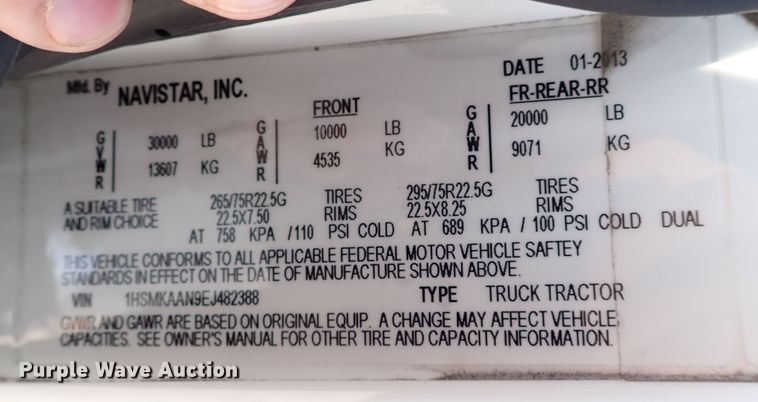 Mfd. By NAVISTAR, INC. DATE 01-2013
FRONT FR-REAR-RR
GVWR 30000 LB GAWR 10000 LB GAWR 20000 LB
13607 KG 4535 KG 9071 KG
A SUITABLE TIRE 265/75R22.5G TIRES 295/75R22.5G TIRES
AND RIM CHOICE 22.5X7.50 RIMS 22.5X8.25 RIMS
AT 758 KPA /110 PSI COLD AT 689 KPA / 100 PSI COLD DUAL
THIS VEHICLE CONFORMS TO ALL APPLICABLE FEDERAL MOTOR VEHICLE SAFTEY
STANDARDS IN EFFECT ON THE DATE OF MANUFACTURE SHOWN ABOVE.
VIN 1HSMKAAN9EJ482388 TYPE TRUCK TRACTOR
GVWR AND GAWR ARE BASED ON ORIGINAL EQUIP. A CHANGE MAY AFFECT VEHICLE
CAPACITIES. SEE OWNER'S MANUAL FOR OTHER TIRE AND CAPACITY INFORMATION.
Purple Wave Auction